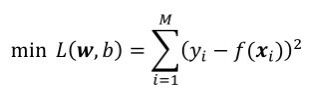 min L(𝒘, b) = ∑_{i=1}^{M} (y_i − f(𝒙_i))²